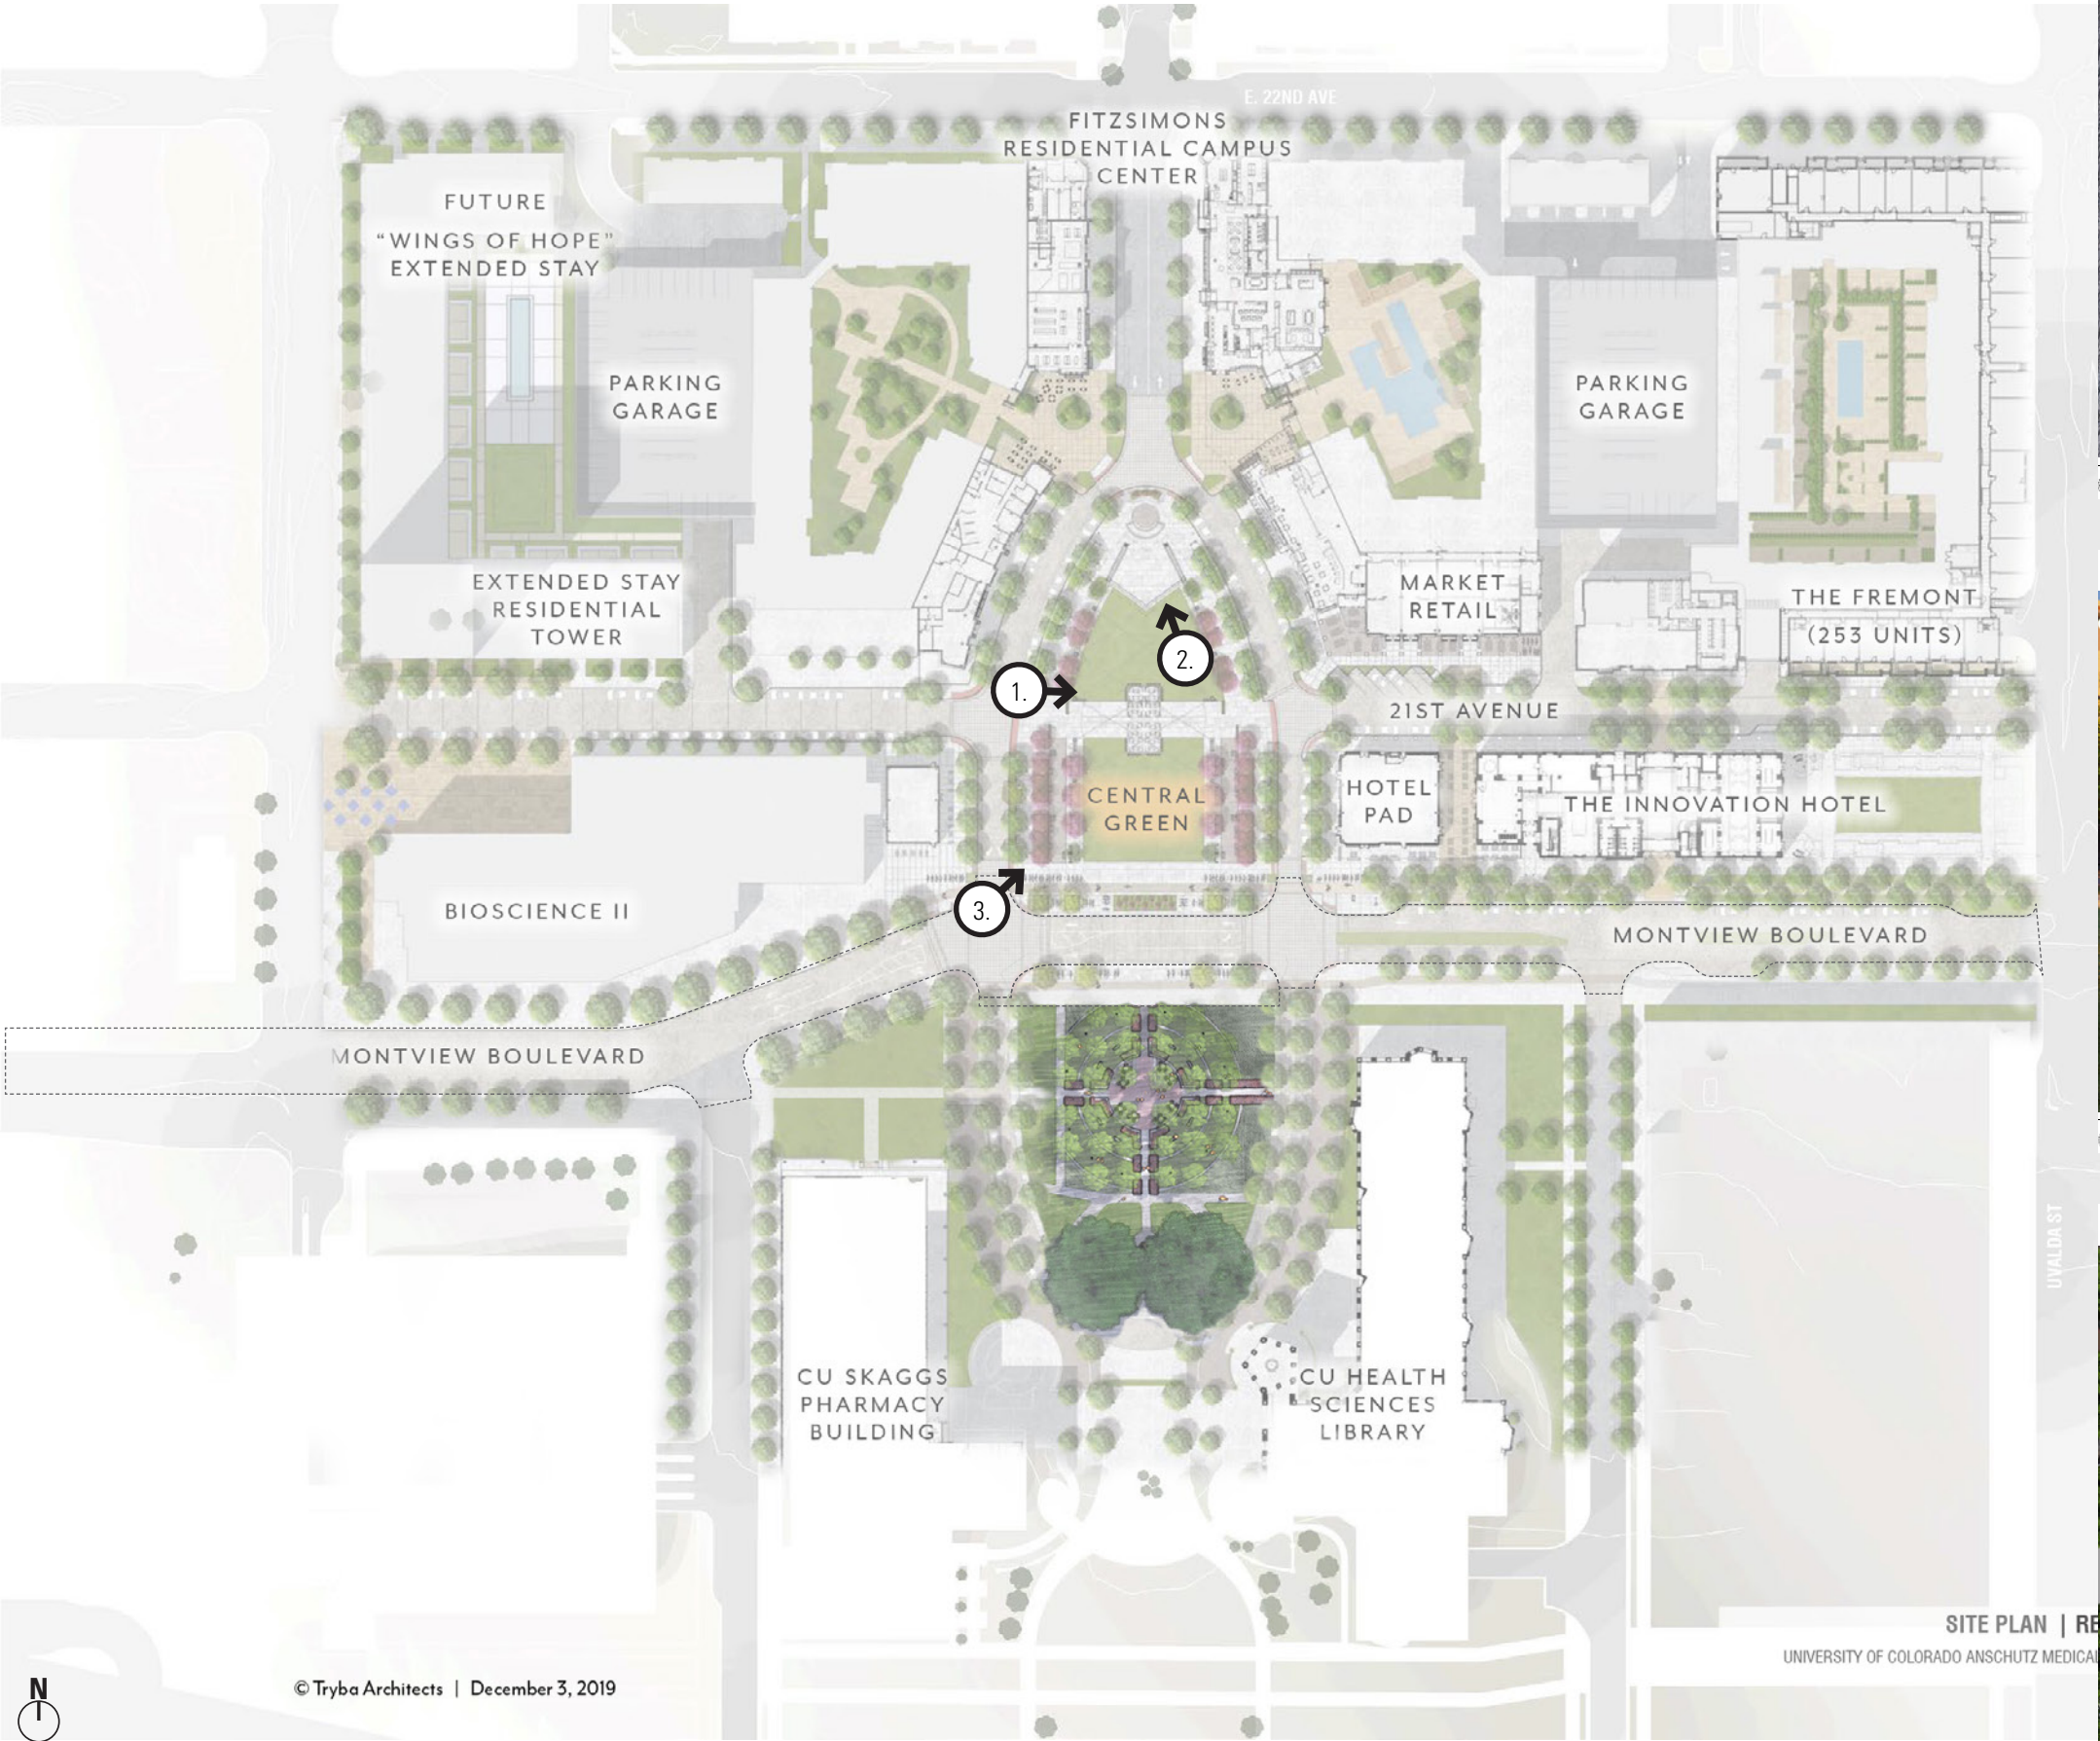 E. 22ND AVE
FITZSIMONS
RESIDENTIAL CAMPUS
CENTER
FUTURE
“WINGS OF HOPE”
EXTENDED STAY
PARKING
GARAGE
PARKING
GARAGE
EXTENDED STAY
RESIDENTIAL
TOWER
MARKET
RETAIL
THE FREMONT
(253 UNITS)
1.
2.
21ST AVENUE
CENTRAL
GREEN
HOTEL
PAD
THE INNOVATION HOTEL
3.
BIOSCIENCE II
MONTVIEW BOULEVARD
MONTVIEW BOULEVARD
UVALDA ST
CU SKAGGS
PHARMACY
BUILDING
CU HEALTH
SCIENCES
LIBRARY
SITE PLAN | RE
UNIVERSITY OF COLORADO ANSCHUTZ MEDICAL
N
© Tryba Architects | December 3, 2019